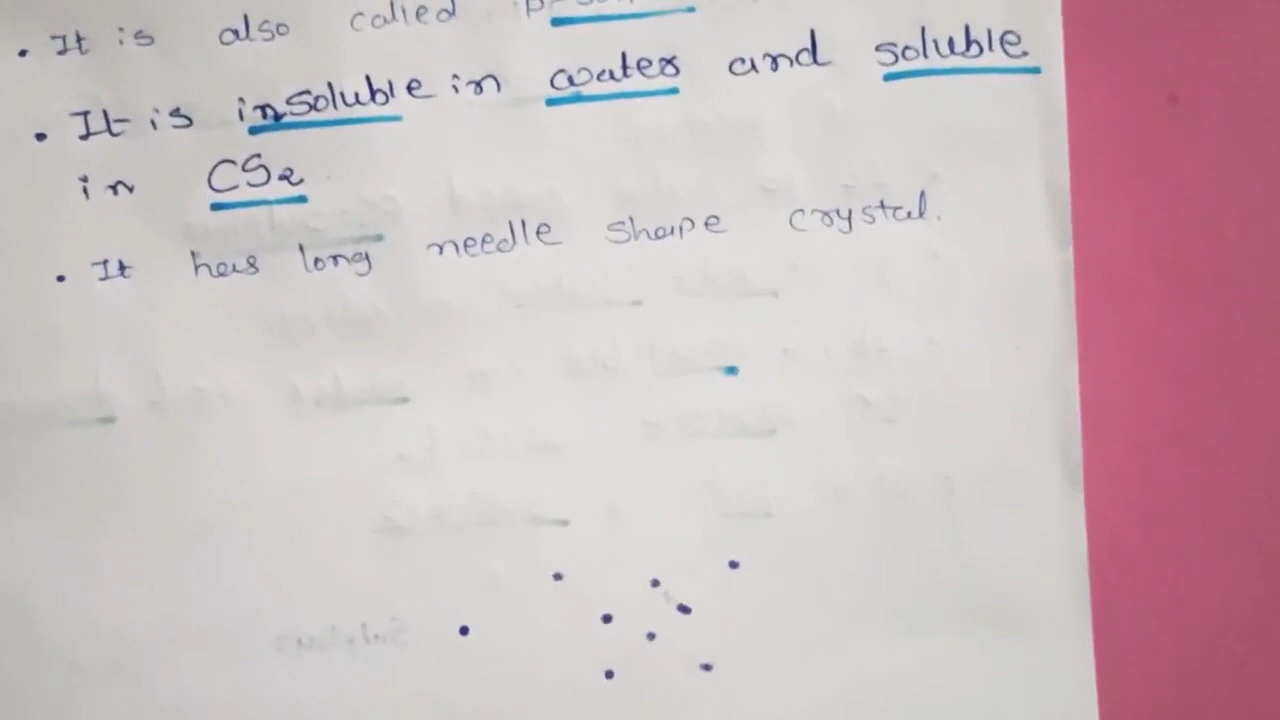 • It is also called
• It is insoluble in water and soluble
in CS2
• It has long needle shape crystal.